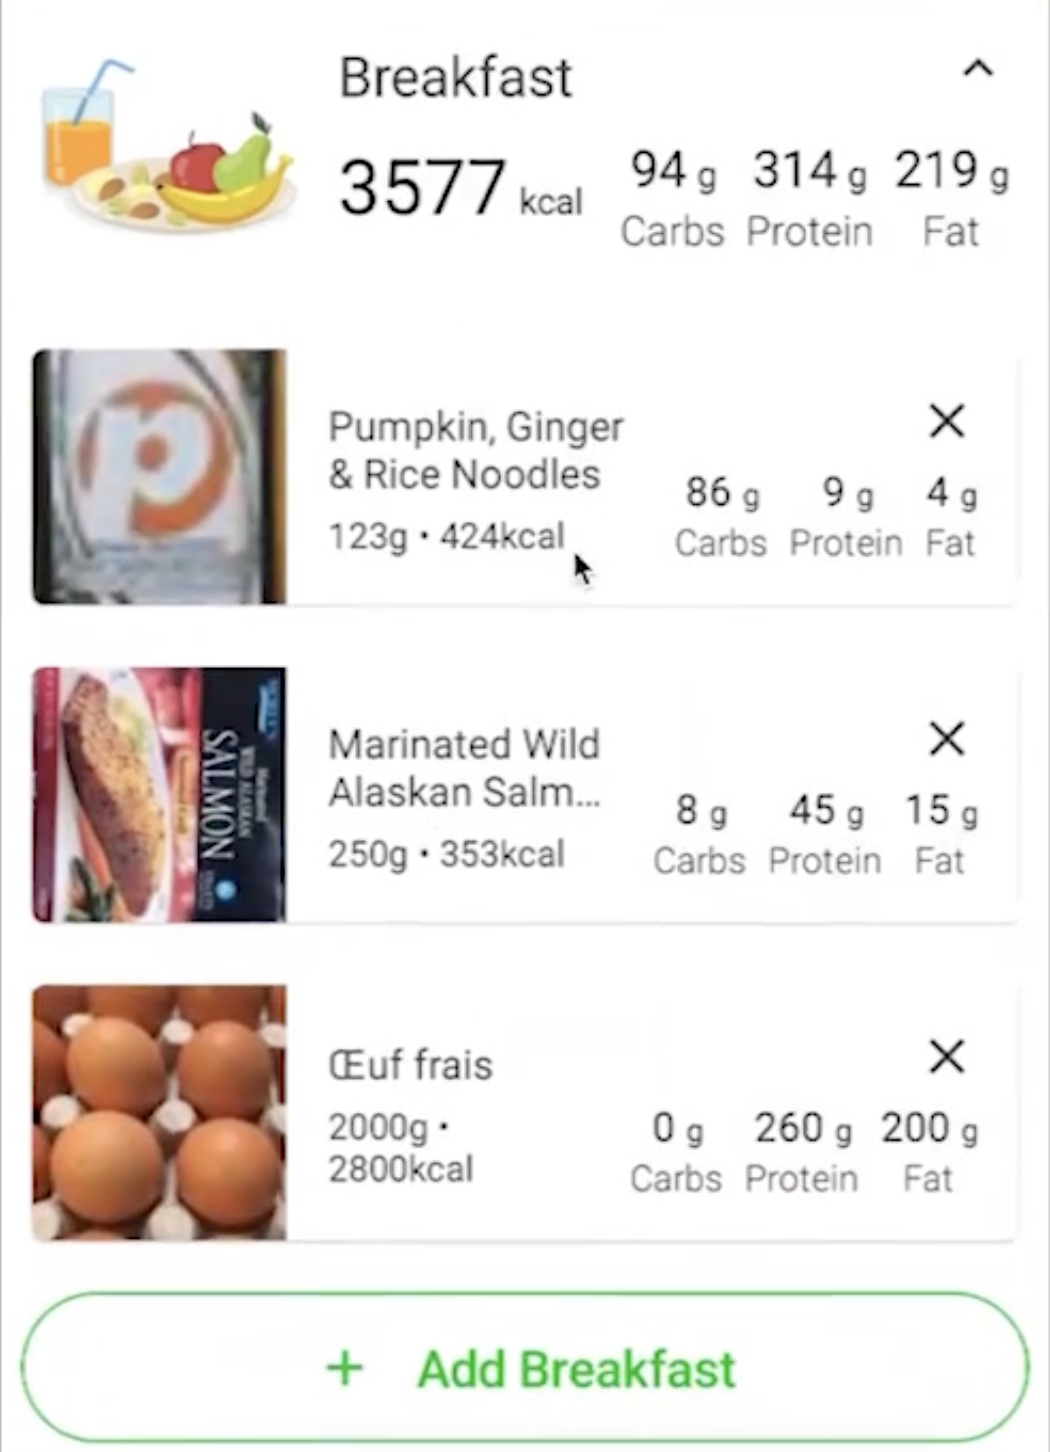 Breakfast
3577 kcal
94 g 314 g 219 g
Carbs Protein Fat
p
Pumpkin, Ginger
& Rice Noodles
86 g 9 g 4 g
123g • 424kcal
Carbs Protein Fat
SALMON
WILD ALASKAN
Marinated Wild
Alaskan Salm...
8 g 45 g 15 g
250g • 353kcal
Carbs Protein Fat
Œuf frais
2000g •
2800kcal
0 g 260 g 200 g
Carbs Protein Fat
+ Add Breakfast